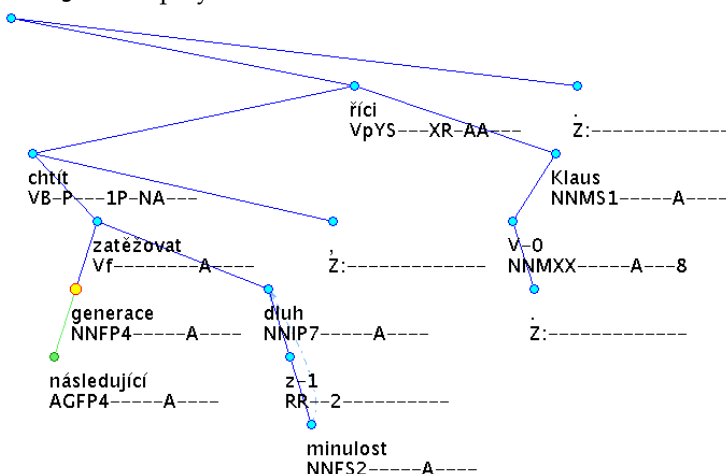 říci .
VpYS---XR-AA--- Z:-------------
chtít Klaus
VB-P---1P-NA--- NNMS1-----A----
zatěžovat , V-0
Vf--------A---- Z:------------- NNMXX-----A---8
generace dluh .
NNFP4-----A---- NNIP7-----A---- Z:-------------
následující z-1
AGFP4-----A---- RR--2----------
minulost
NNFS2-----A----